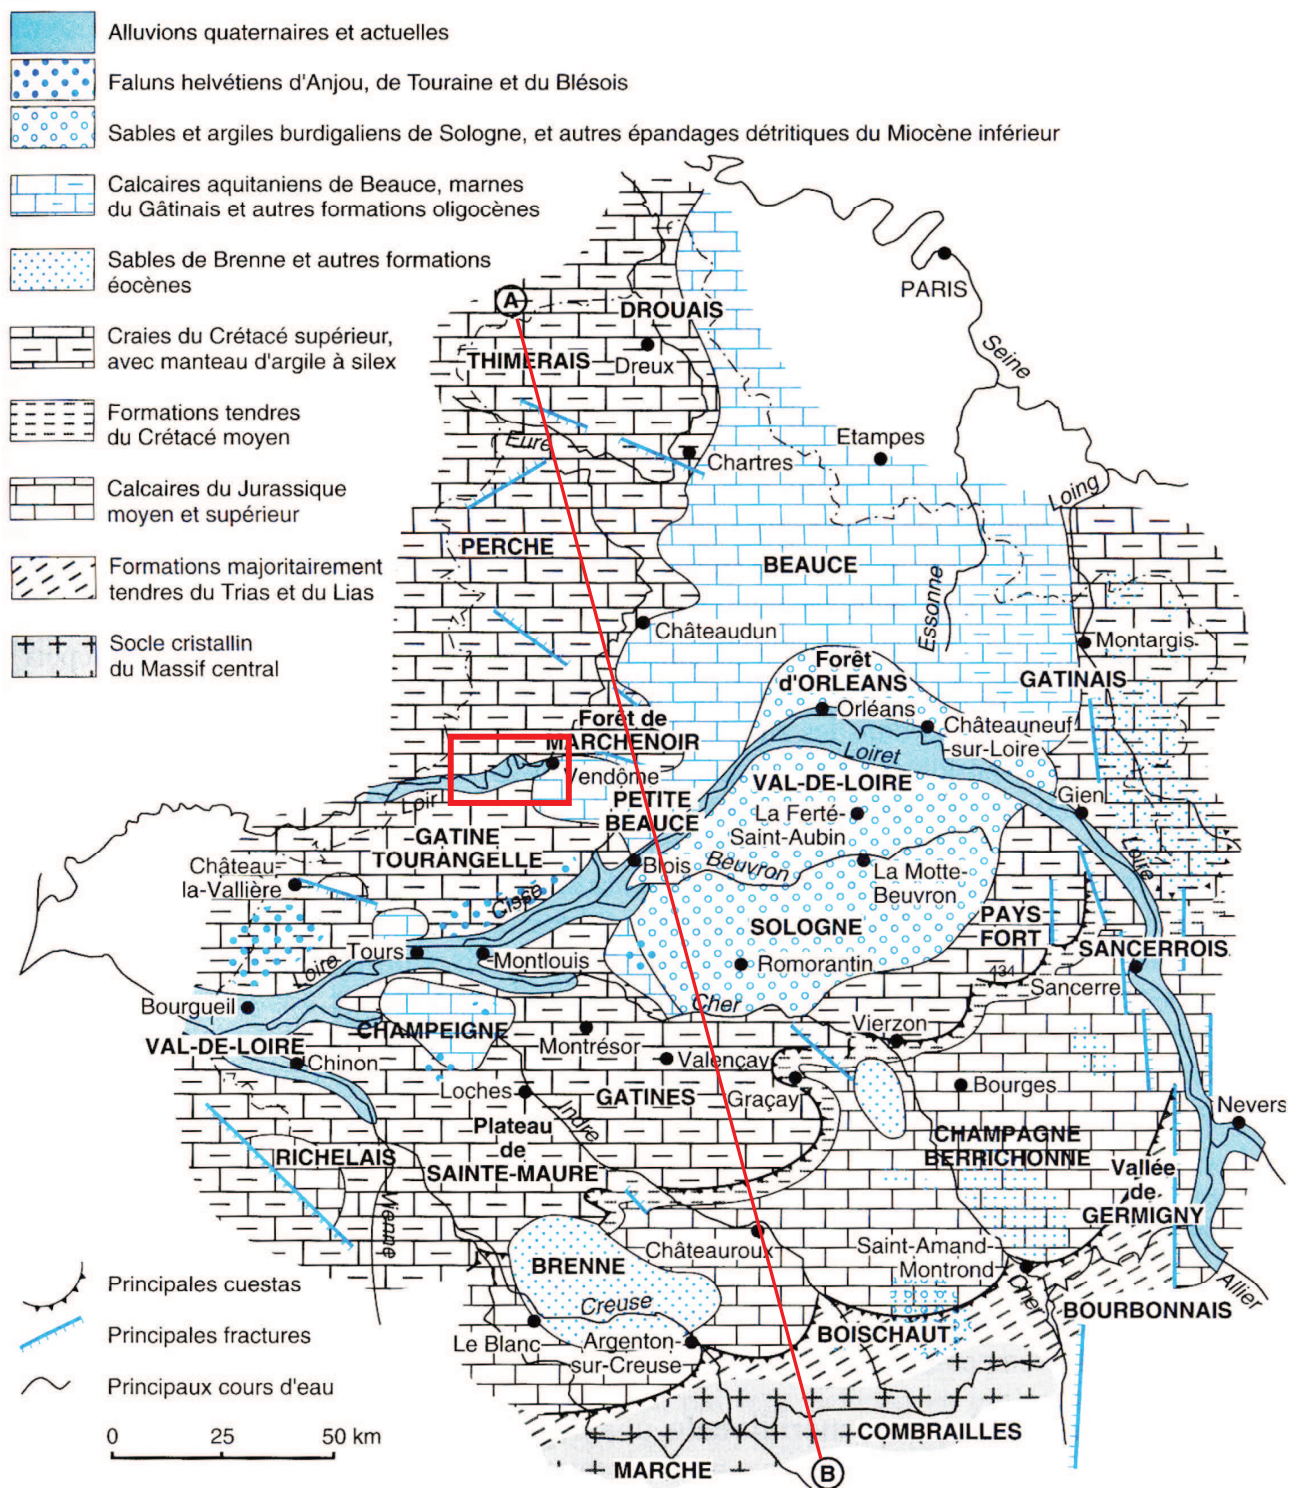 Alluvions quaternaires et actuelles
Faluns helvétiens d'Anjou, de Touraine et du Blésois
Sables et argiles burdigaliens de Sologne, et autres épandages détritiques du Miocène inférieur
Calcaires aquitaniens de Beauce, marnes
du Gâtinais et autres formations oligocènes
Sables de Brenne et autres formations
éocènes
Craies du Crétacé supérieur,
avec manteau d'argile à silex
Formations tendres
du Crétacé moyen
Calcaires du Jurassique
moyen et supérieur
Formations majoritairement
tendres du Trias et du Lias
Socle cristallin
du Massif central
PARIS
A
DROUAIS
Seine
THIMERAIS
Dreux
Eure
Etampes
Chartres
Loing
PERCHE
BEAUCE
Essonne
Châteaudun
Montargis
Forêt
d'ORLEANS
GATINAIS
Orléans
Forêt de
MARCHENOIR
Châteauneuf
sur-Loire
Loiret
Vendôme
VAL-DE-LOIRE
Loir
PETITE
BEAUCE
La Ferté-
Saint-Aubin
Gien
GATINE
TOURANGELLE
Loire
Château-
la-Vallière
Blois
Beuvron
La Motte-
Beuvron
Cisse
SOLOGNE
PAYS
FORT
SANCERROIS
Tours
Montlouis
Romorantin
434
Sancerre
Loire
Bourgueil
Cher
CHAMPEIGNE
Vierzon
VAL-DE-LOIRE
Montrésor
Chinon
Valençay
Bourges
Loches
GATINES
Graçay
Nevers
Indre
Plateau
de
SAINTE-MAURE
CHAMPAGNE
BERRICHONNE
RICHELAIS
Vallée
de
GERMIGNY
Vienne
Châteauroux
Saint-Amand-
Montrond
BRENNE
Cher
Allier
Creuse
BOURBONNAIS
Le Blanc
Argenton-
sur-Creuse
BOISCHAUT
COMBRAILLES
MARCHE
B
Principales cuestas
Principales fractures
Principaux cours d'eau
0 25 50 km